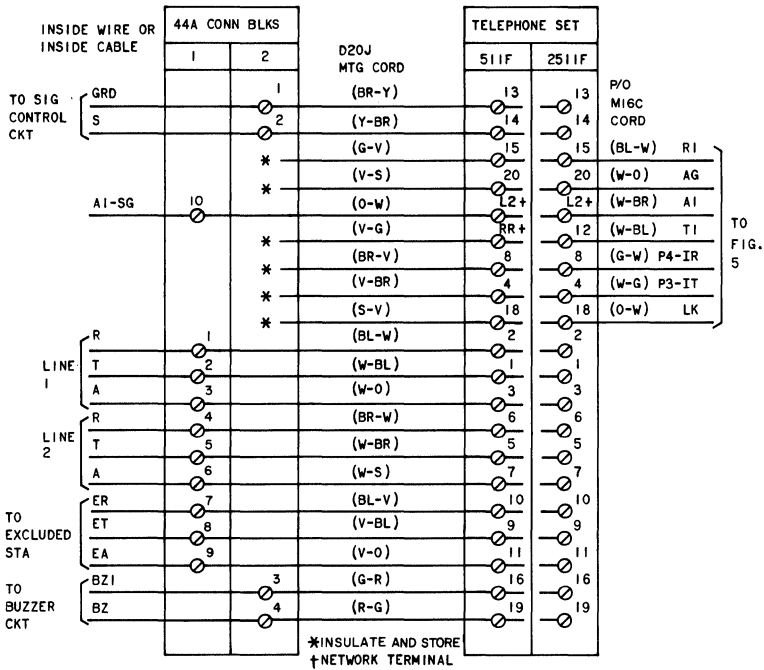 INSIDE WIRE OR
INSIDE CABLE
44A CONN BLKS
1 2
D20J
MTG CORD
TELEPHONE SET
511F 2511F
P/O
M16C
CORD
TO SIG
CONTROL
CKT
GRD 1 (BR-Y) 13 13
S 2 (Y-BR) 14 14
* (G-V) 15 15 (BL-W) R1
* (V-S) 20 20 (W-O) AG
A1-SG 10 (O-W) L2† L2† (W-BR) A1
* (V-G) RR† 12 (W-BL) T1
* (BR-V) 8 8 (G-W) P4-1R
* (V-BR) 4 4 (W-G) P3-1T
* (S-V) 18 18 (O-W) LK
TO
FIG.
5
LINE
1
R 1 (BL-W) 2 2
T 2 (W-BL) 1 1
A 3 (W-O) 3 3
LINE
2
R 4 (BR-W) 6 6
T 5 (W-BR) 5 5
A 6 (W-S) 7 7
TO
EXCLUDED
STA
ER 7 (BL-V) 10 10
ET 8 (V-BL) 9 9
EA 9 (V-O) 11 11
TO
BUZZER
CKT
BZ1 3 (G-R) 16 16
BZ 4 (R-G) 19 19
*INSULATE AND STORE
†NETWORK TERMINAL